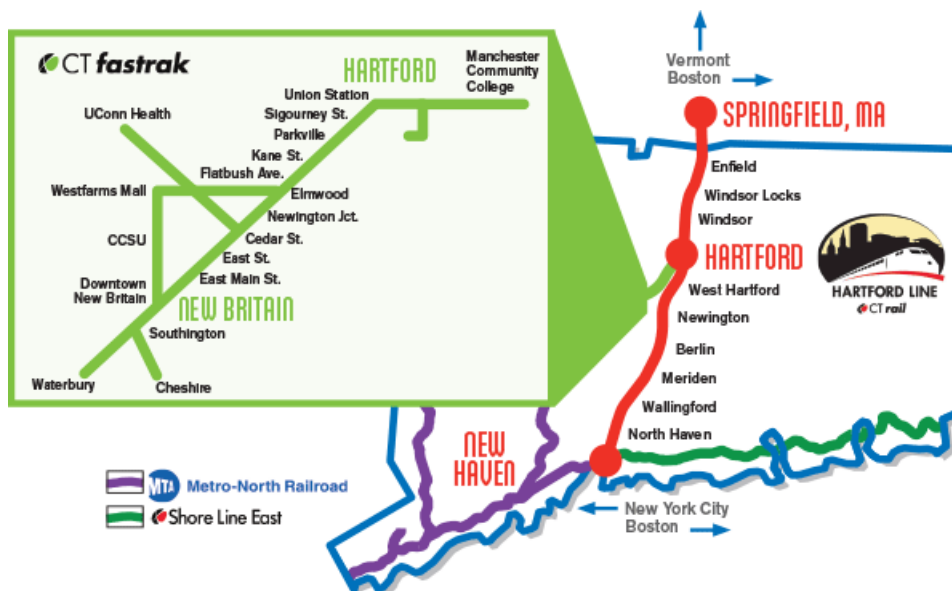 CT fastrak
HARTFORD
Manchester
Community
College
Union Station
Sigourney St.
UConn Health
Parkville
Kane St.
Flatbush Ave.
Westfarms Mall
Elmwood
Newington Jct.
CCSU
Cedar St.
East St.
Downtown
New Britain
East Main St.
NEW BRITAIN
Southington
Waterbury
Cheshire
Vermont
Boston
SPRINGFIELD, MA
Enfield
Windsor Locks
Windsor
HARTFORD
HARTFORD LINE
CTrail
West Hartford
Newington
Berlin
Meriden
Wallingford
North Haven
NEW
HAVEN
MTA Metro-North Railroad
Shore Line East
New York City
Boston